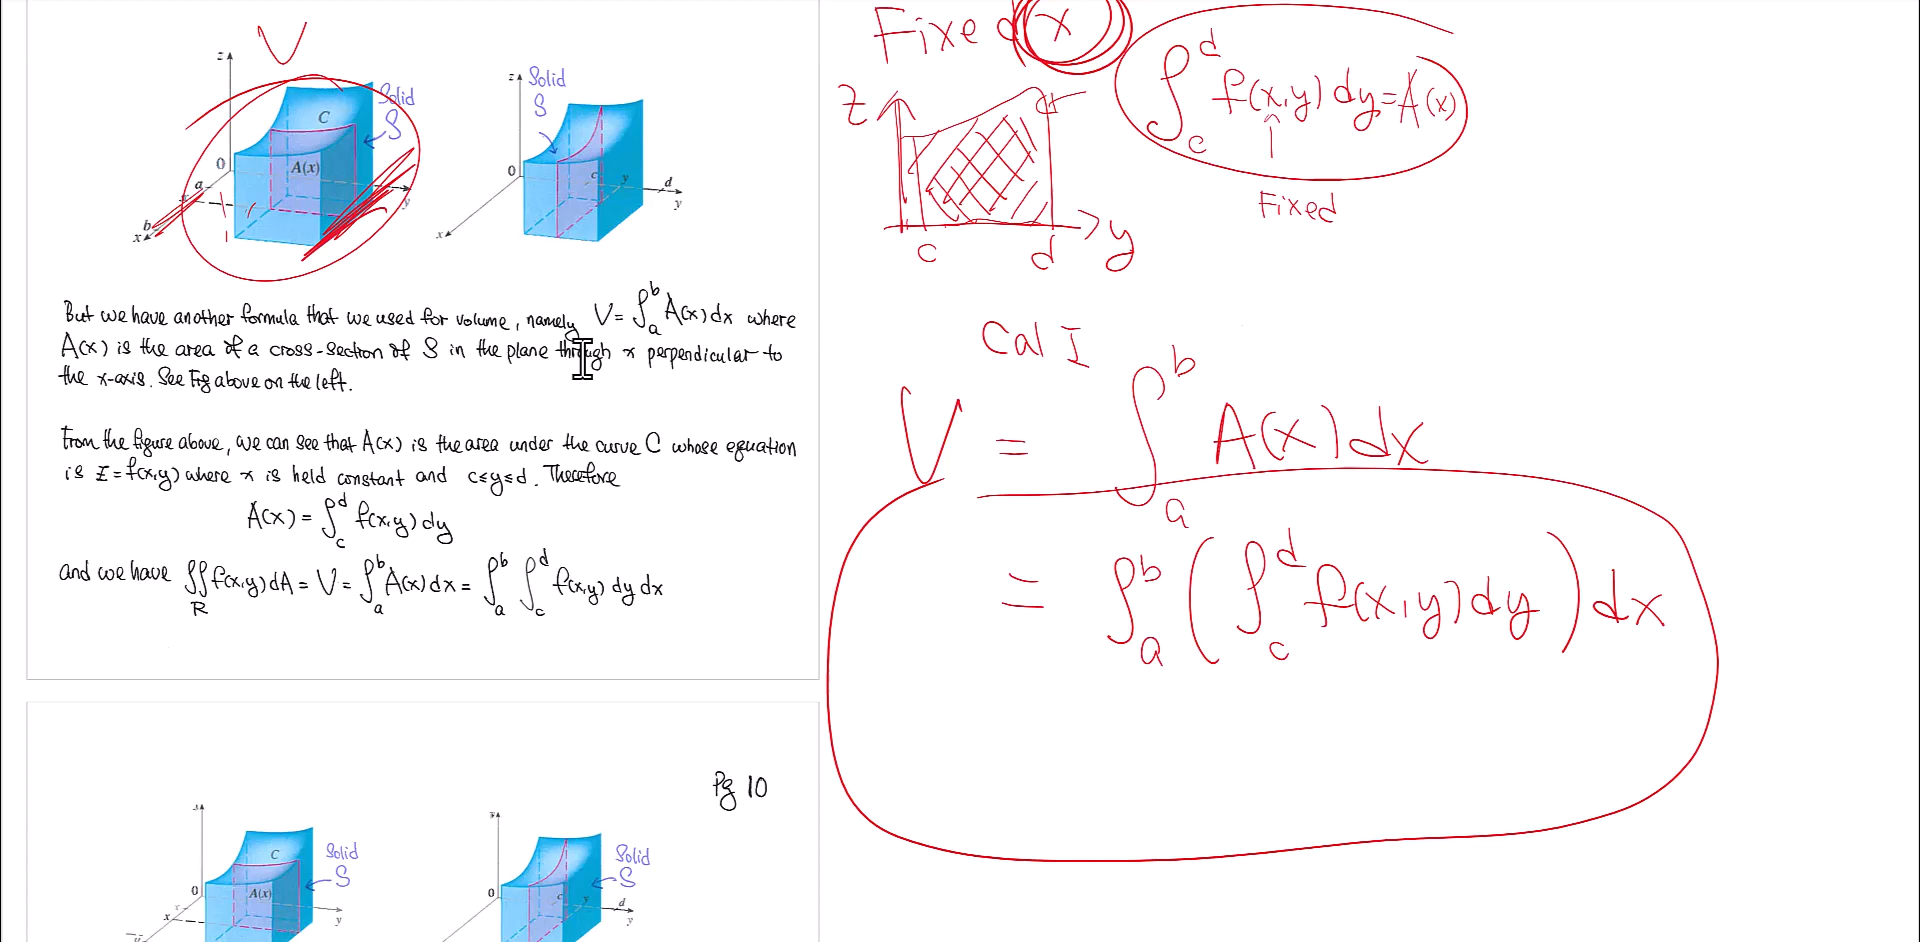 V
z
Solid
S
C
A(x)
0
a
b
x
y
z
Solid
S
0
c
y
d
y
x
But we have another formula that we used for volume, namely V = ∫_a^b A(x) dx where
A(x) is the area of a cross-section of S in the plane through x perpendicular to
the x-axis. See Fig above on the left.
From the figure above, we can see that A(x) is the area under the curve C whose equation
is z = f(x,y) where x is held constant and c≤y≤d. Therefore
A(x) = ∫_c^d f(x,y) dy
and we have ∬_R f(x,y) dA = V = ∫_a^b A(x) dx = ∫_a^b ∫_c^d f(x,y) dy dx
Pg 10
C
Solid
S
0
A(x)
x
y
Solid
S
0
c
y
d
y
Fixed x
∫_c^d f(x,y) dy = A(x)
Fixed
z
c
d
y
Cal I
V = ∫_a^b A(x) dx
= ∫_a^b ( ∫_c^d f(x,y) dy ) dx